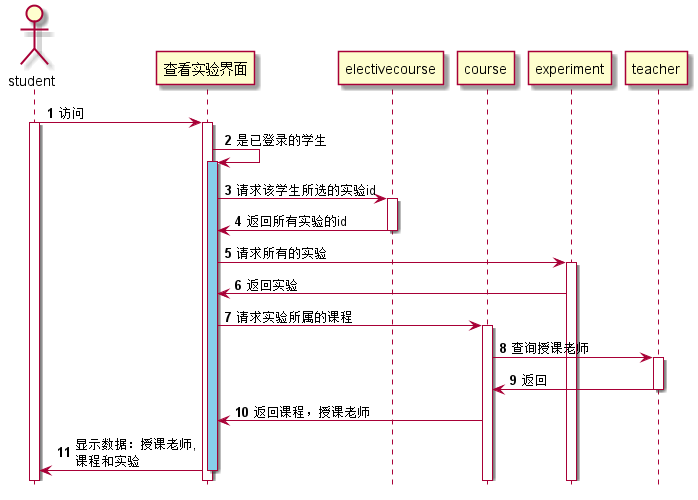 student
查看实验界面
electivecourse
course
experiment
teacher
1 访问
2 是已登录的学生
3 请求该学生所选的实验id
4 返回所有实验的id
5 请求所有的实验
6 返回实验
7 请求实验所属的课程
8 查询授课老师
9 返回
10 返回课程，授课老师
11 显示数据：授课老师,
课程和实验